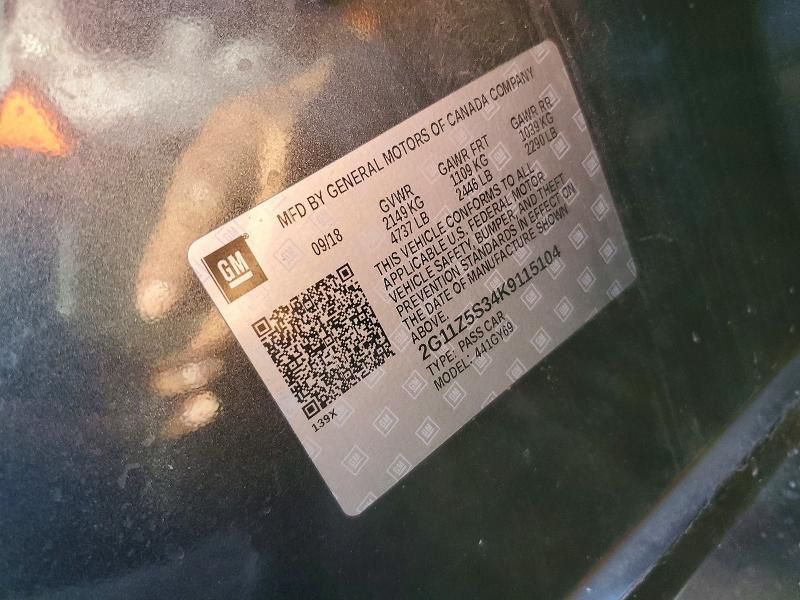 MFD BY GENERAL MOTORS OF CANADA COMPANY
GM
09/18
GVWR
2149 KG
4737 LB
GAWR FRT
1109 KG
2446 LB
GAWR RR
1039 KG
2290 LB
THIS VEHICLE CONFORMS TO ALL
APPLICABLE U.S. FEDERAL MOTOR
VEHICLE SAFETY, BUMPER, AND THEFT
PREVENTION STANDARDS IN EFFECT ON
THE DATE OF MANUFACTURE SHOWN
ABOVE.
2G11Z5S34K9115104
TYPE: PASS CAR
MODEL: 441GY69
139X